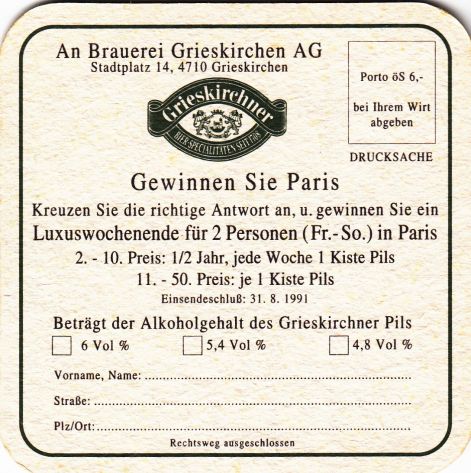 An Brauerei Grieskirchen AG
Stadtplatz 14, 4710 Grieskirchen
Porto öS 6,-
bei Ihrem Wirt
abgeben
DRUCKSACHE
Grieskirchner
BIER-SPECIALITÄTEN SEIT 1708
Gewinnen Sie Paris
Kreuzen Sie die richtige Antwort an, u. gewinnen Sie ein
Luxuswochenende für 2 Personen (Fr.- So.) in Paris
2. - 10. Preis: 1/2 Jahr, jede Woche 1 Kiste Pils
11. - 50. Preis: je 1 Kiste Pils
Einsendeschluß: 31. 8. 1991
Beträgt der Alkoholgehalt des Grieskirchner Pils
6 Vol % 5,4 Vol % 4,8 Vol %
Vorname, Name:
Straße:
Plz/Ort:
Rechtsweg ausgeschlossen